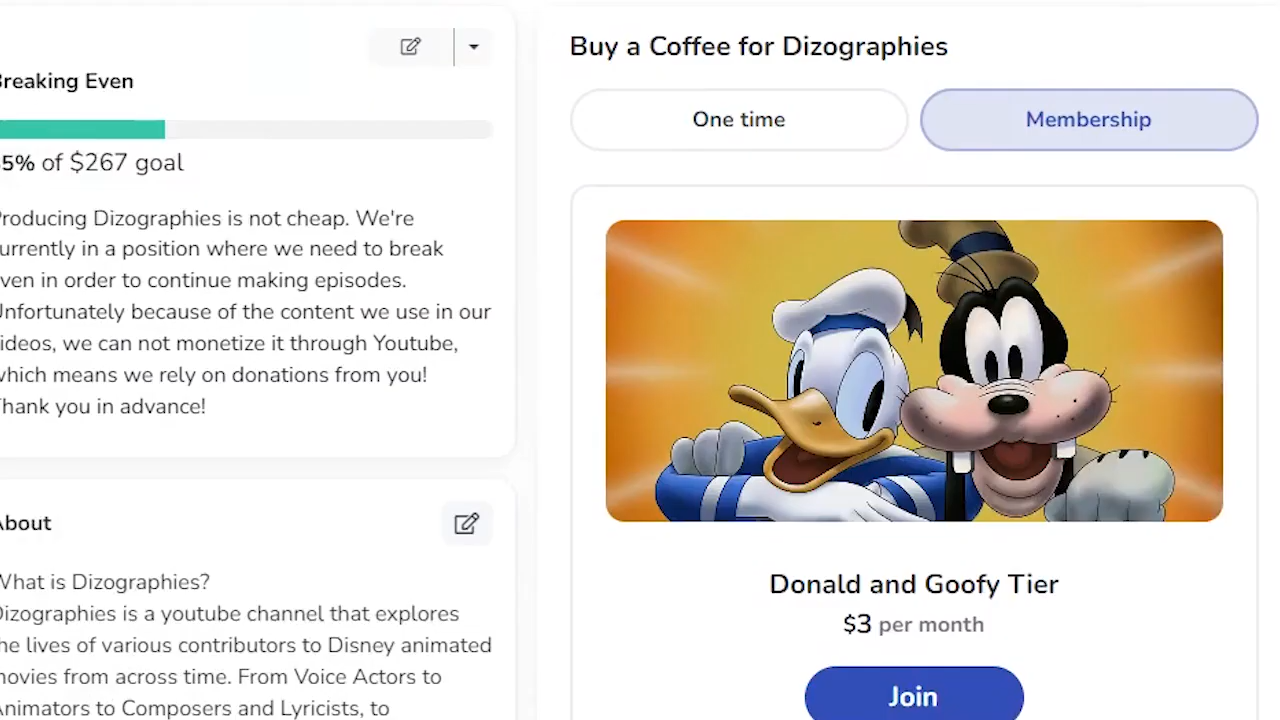 Breaking Even
5% of $267 goal
Producing Dizographies is not cheap. We're
currently in a position where we need to break
even in order to continue making episodes.
Unfortunately because of the content we use in our
videos, we can not monetize it through Youtube,
which means we rely on donations from you!
Thank you in advance!
About
What is Dizographies?
Dizographies is a youtube channel that explores
the lives of various contributors to Disney animated
movies from across time. From Voice Actors to
Animators to Composers and Lyricists, to
Buy a Coffee for Dizographies
One time
Membership
Donald and Goofy Tier
$3 per month
Join